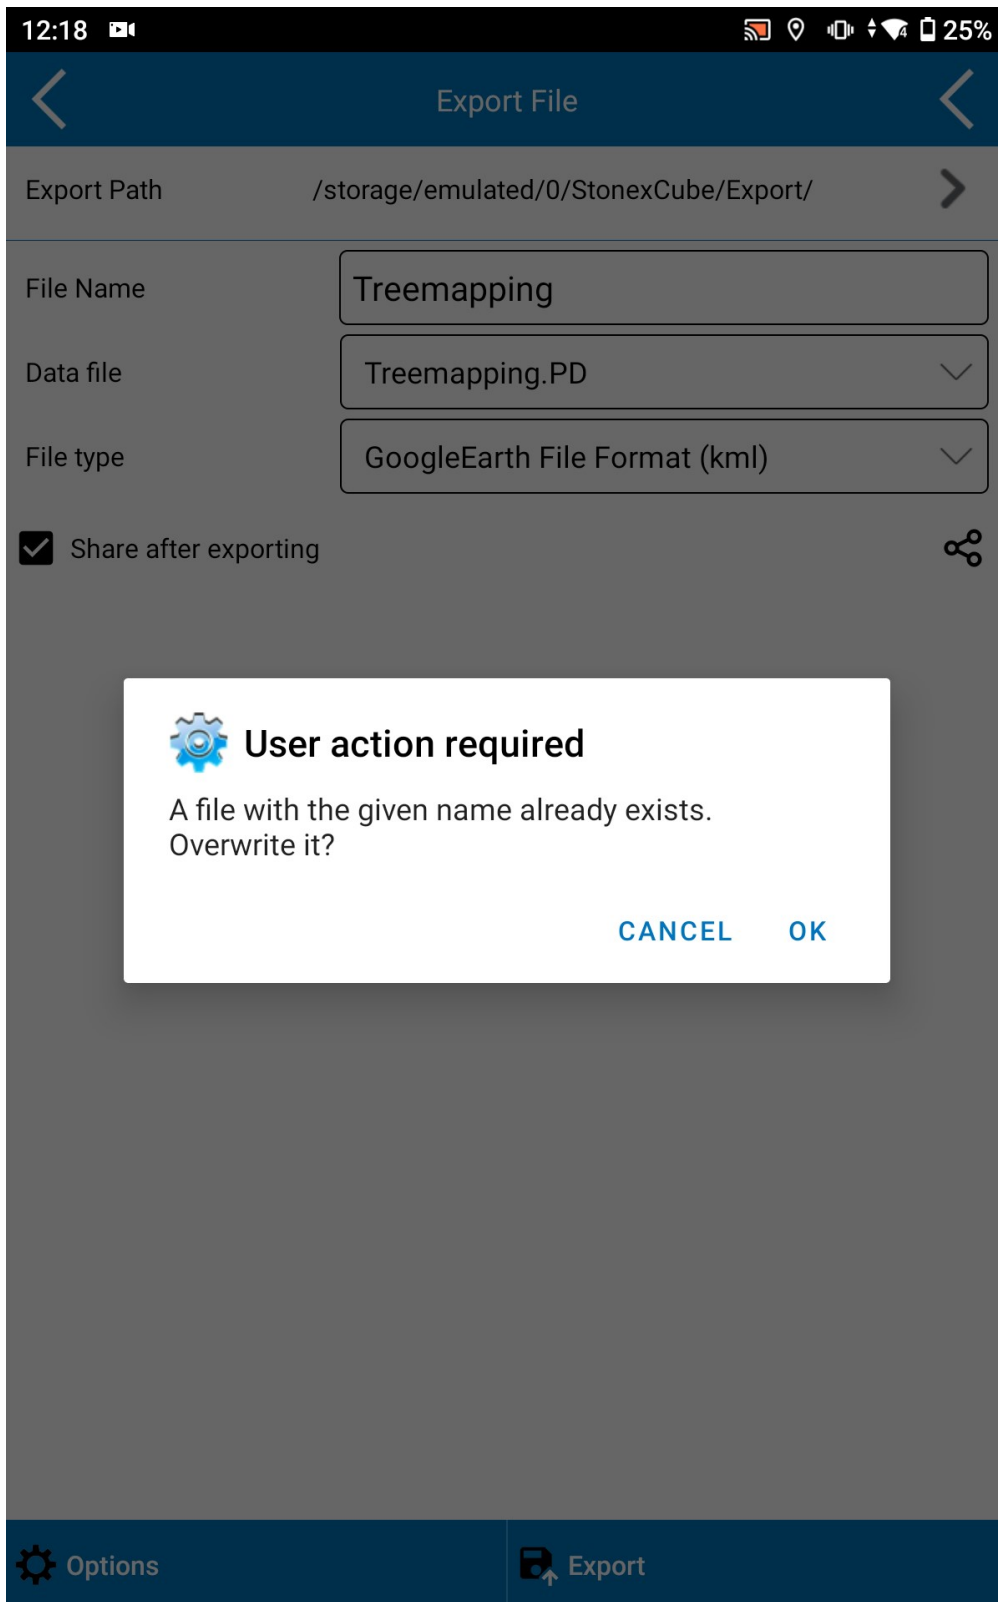 12:18 25%
Export File
Export Path /storage/emulated/0/StonexCube/Export/
File Name Treemapping
Data file Treemapping.PD
File type GoogleEarth File Format (kml)
Share after exporting
User action required
A file with the given name already exists.
Overwrite it?
CANCEL OK
Options Export